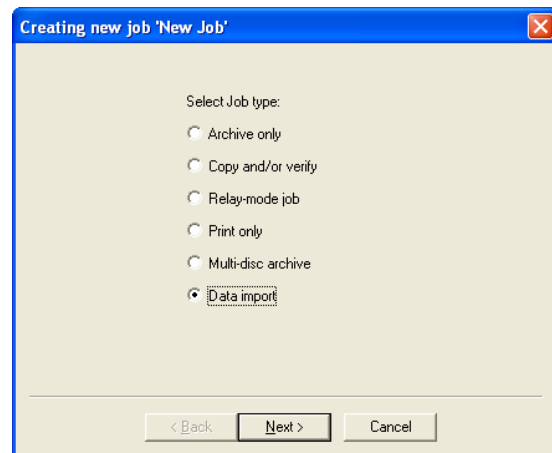 Creating new job 'New Job'
Select Job type:
Archive only
Copy and/or verify
Relay-mode job
Print only
Multi-disc archive
Data import
< Back Next > Cancel